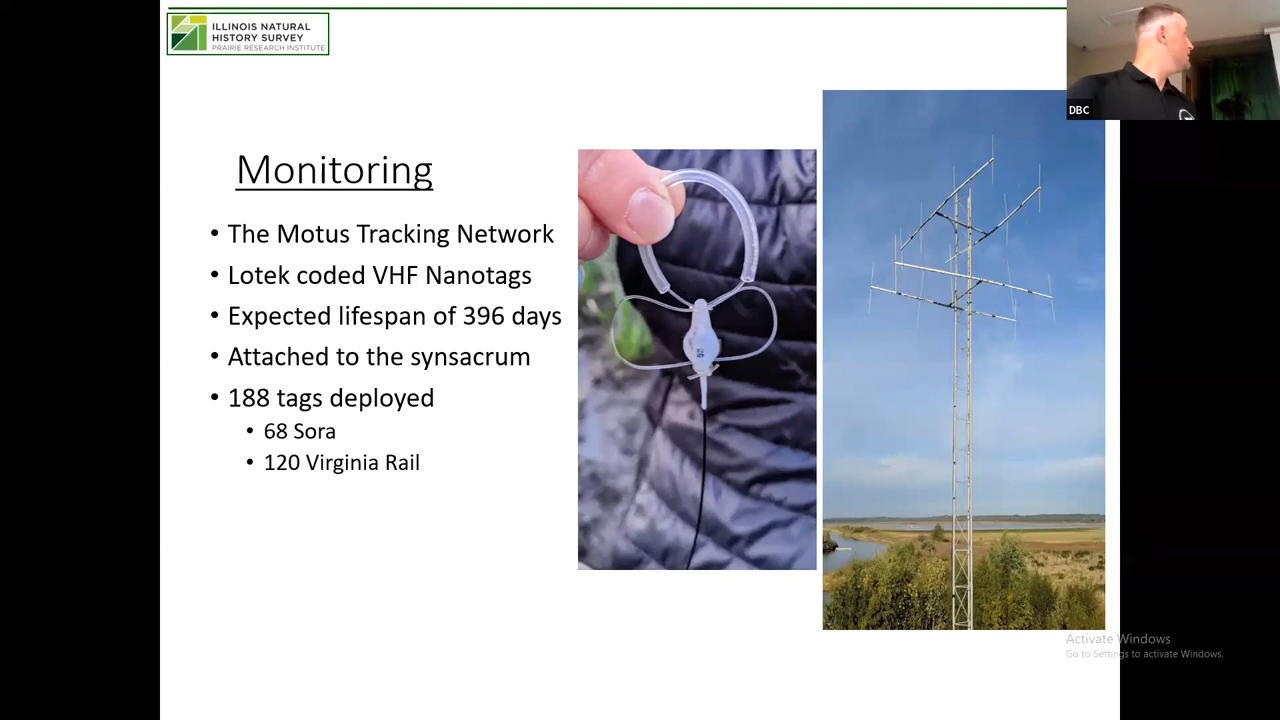 ILLINOIS NATURAL
HISTORY SURVEY
PRAIRIE RESEARCH INSTITUTE
DBC
Monitoring
• The Motus Tracking Network
• Lotek coded VHF Nanotags
• Expected lifespan of 396 days
• Attached to the synsacrum
• 188 tags deployed
• 68 Sora
• 120 Virginia Rail
Activate Windows
Go to Settings to activate Windows.